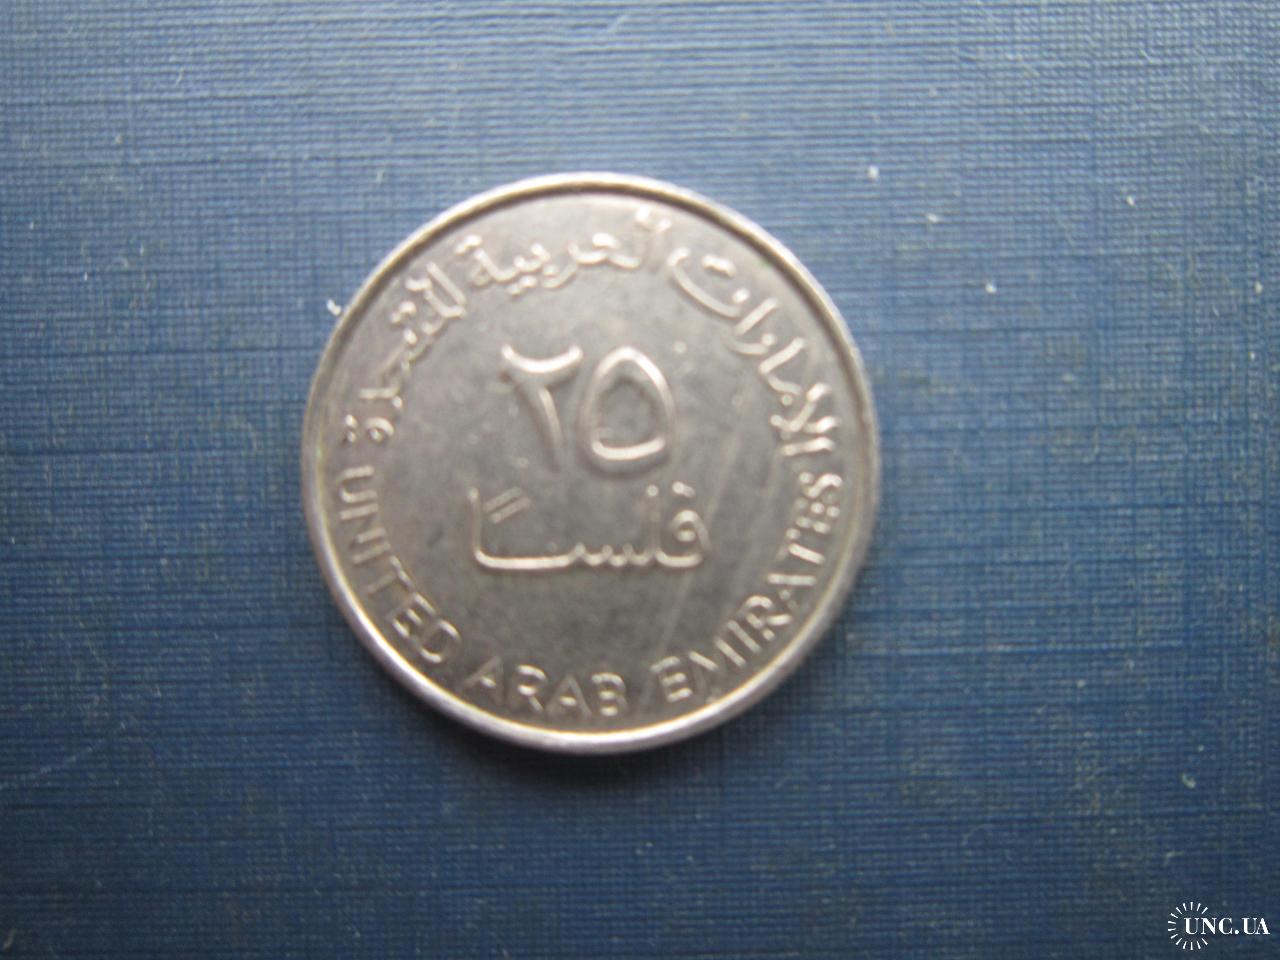 الإمارات العربية المتحدة
٢٥
فلساً
UNITED ARAB EMIRATES
UNC.UA